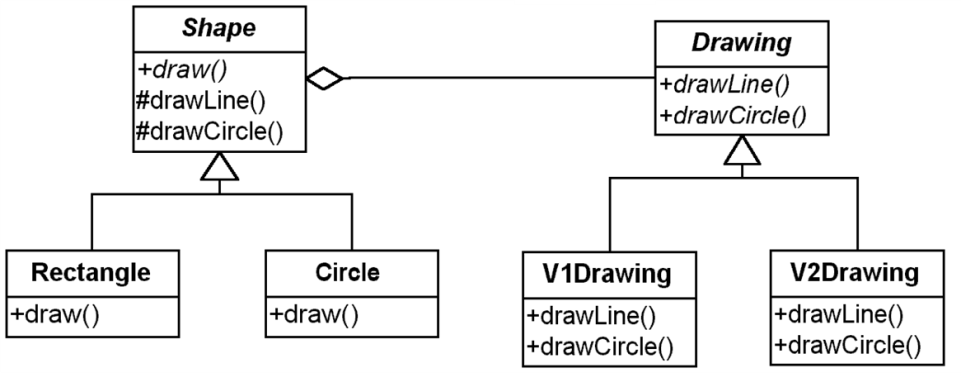 Shape
+draw()
#drawLine()
#drawCircle()
Drawing
+drawLine()
+drawCircle()
Rectangle
+draw()
Circle
+draw()
V1Drawing
+drawLine()
+drawCircle()
V2Drawing
+drawLine()
+drawCircle()